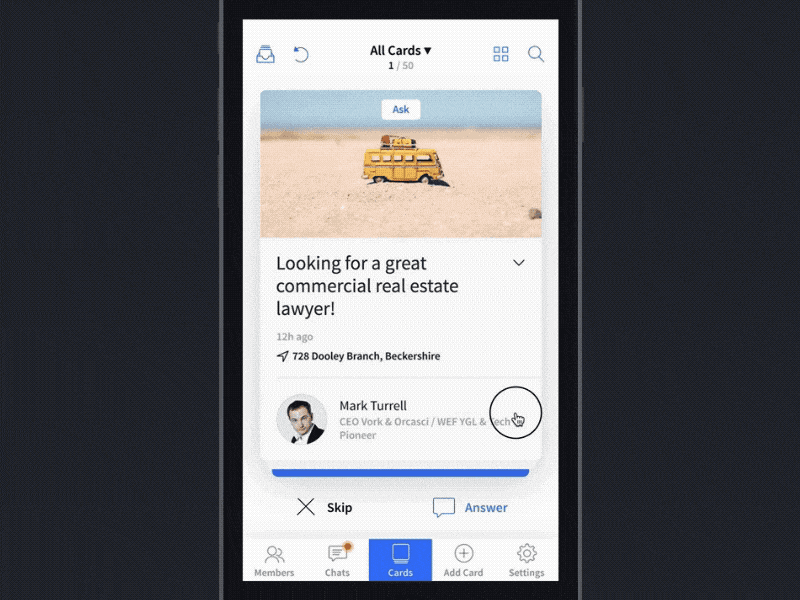 All Cards ▼
1 / 50
Ask
Looking for a great
commercial real estate
lawyer!
12h ago
728 Dooley Branch, Beckershire
Mark Turrell
CEO Vork & Orcasci / WEF YGL & Tech
Pioneer
Skip
Answer
Members
Chats
Cards
Add Card
Settings